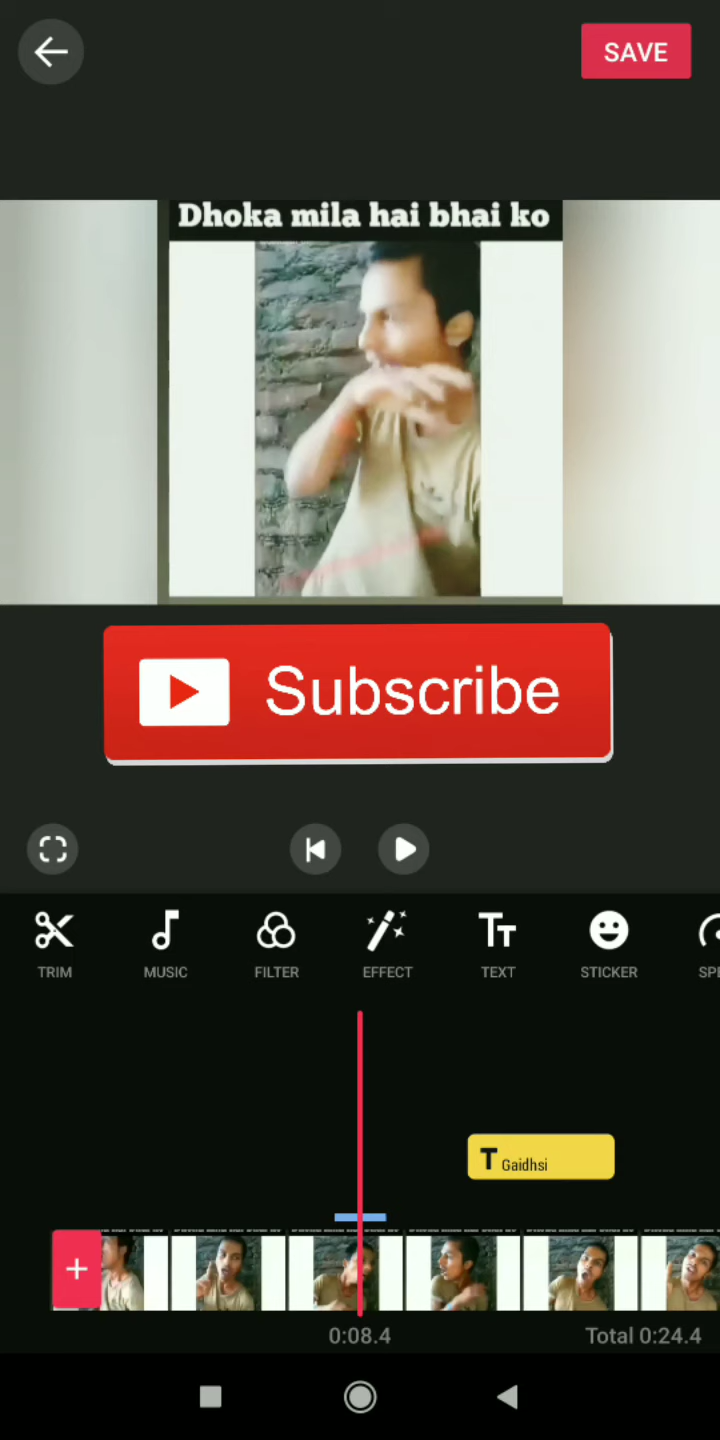 SAVE
Dhoka mila hai bhai ko
Subscribe
TRIM
MUSIC
FILTER
EFFECT
TEXT
STICKER
SPE
T Gaidhsi
0:08.4
Total 0:24.4